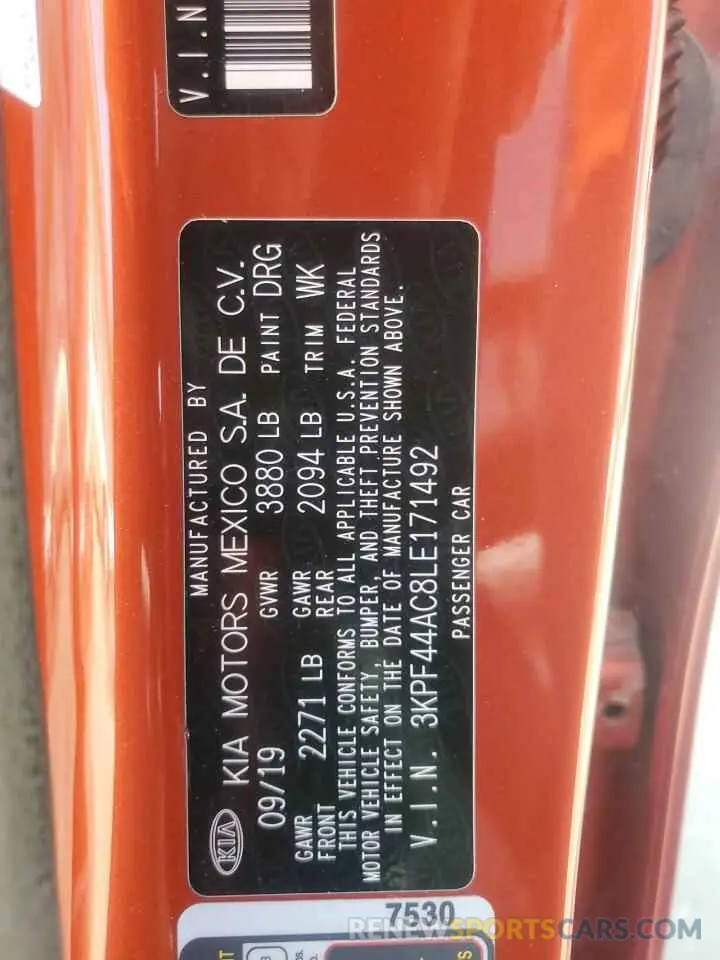 V.I.N
MANUFACTURED BY
KIA KIA MOTORS MEXICO S.A. DE C.V.
09/19 GVWR 3880 LB PAINT DRG
GAWR FRONT 2271 LB GAWR REAR 2094 LB TRIM WK
THIS VEHICLE CONFORMS TO ALL APPLICABLE U.S.A. FEDERAL
MOTOR VEHICLE SAFETY, BUMPER, AND THEFT PREVENTION STANDARDS
IN EFFECT ON THE DATE OF MANUFACTURE SHOWN ABOVE.
V.I.N. 3KPF44AC8LE171492
PASSENGER CAR
7530
RENEWSPORTSCARS.COM